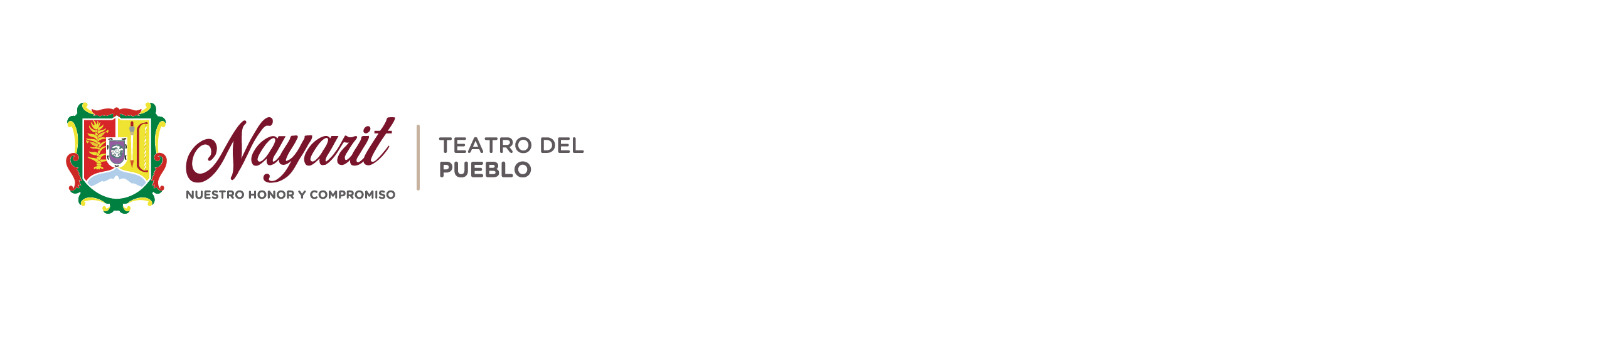 Nayarit
NUESTRO HONOR Y COMPROMISO
TEATRO DEL
PUEBLO